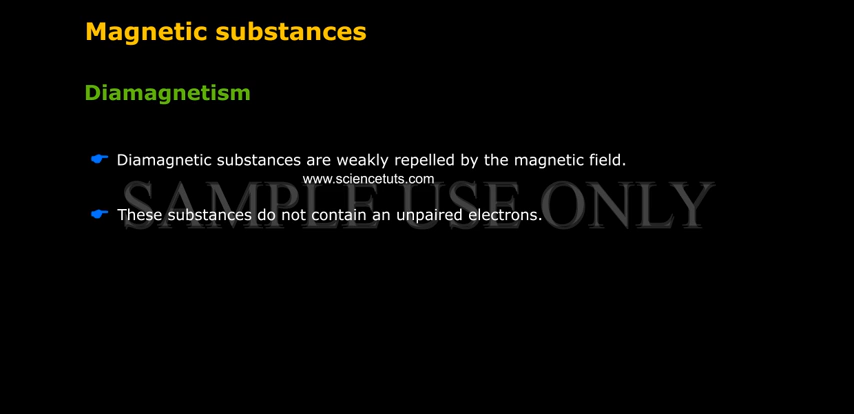 Magnetic substances
Diamagnetism
Diamagnetic substances are weakly repelled by the magnetic field.
www.sciencetuts.com
SAMPLE USE ONLY
These substances do not contain an unpaired electrons.